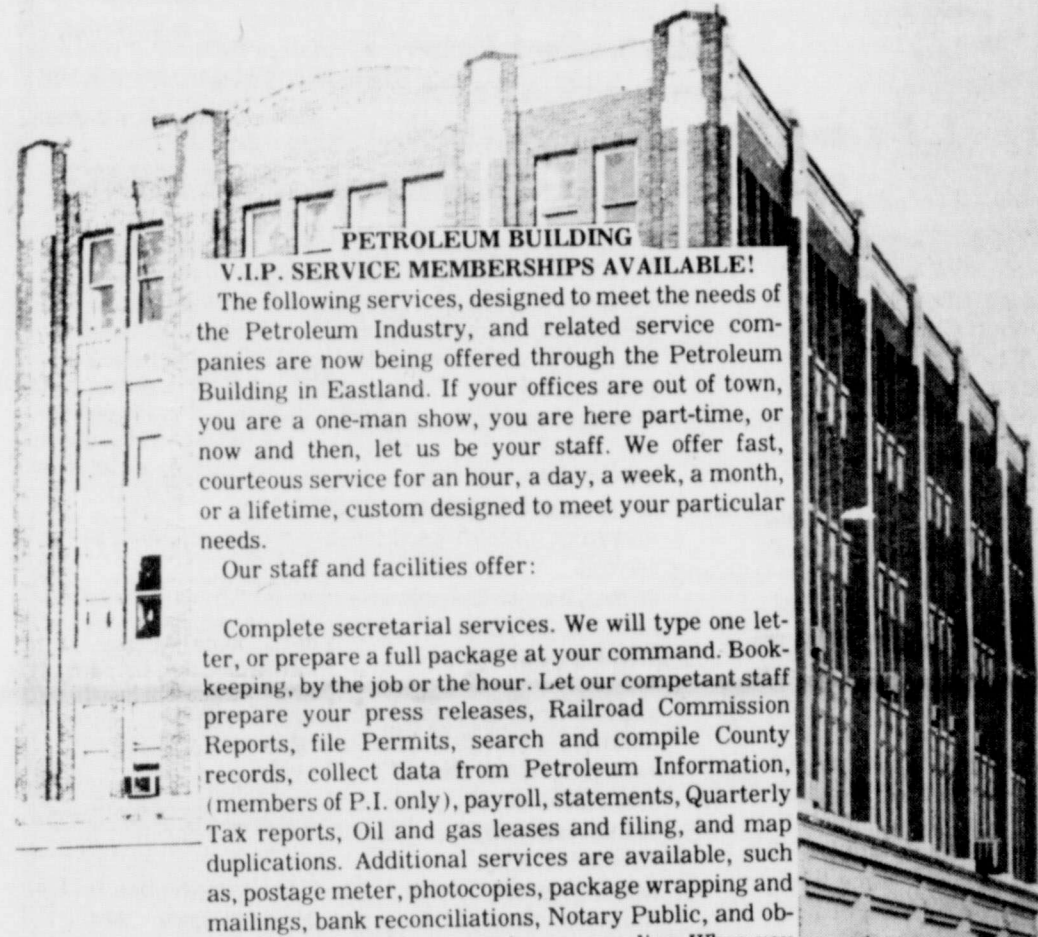 PETROLEUM BUILDING
V.I.P. SERVICE MEMBERSHIPS AVAILABLE!
The following services, designed to meet the needs of
the Petroleum Industry, and related service com-
panies are now being offered through the Petroleum
Building in Eastland. If your offices are out of town,
you are a one-man show, you are here part-time, or
now and then, let us be your staff. We offer fast,
courteous service for an hour, a day, a week, a month,
or a lifetime, custom designed to meet your particular
needs.
Our staff and facilities offer:
Complete secretarial services. We will type one let-
ter, or prepare a full package at your command. Book-
keeping, by the job or the hour. Let our competant staff
prepare your press releases, Railroad Commission
Reports, file Permits, search and compile County
records, collect data from Petroleum Information,
(members of P.I. only), payroll, statements, Quarterly
Tax reports, Oil and gas leases and filing, and map
duplications. Additional services are available, such
as, postage meter, photocopies, package wrapping and
mailings, bank reconciliations, Notary Public, and ob-